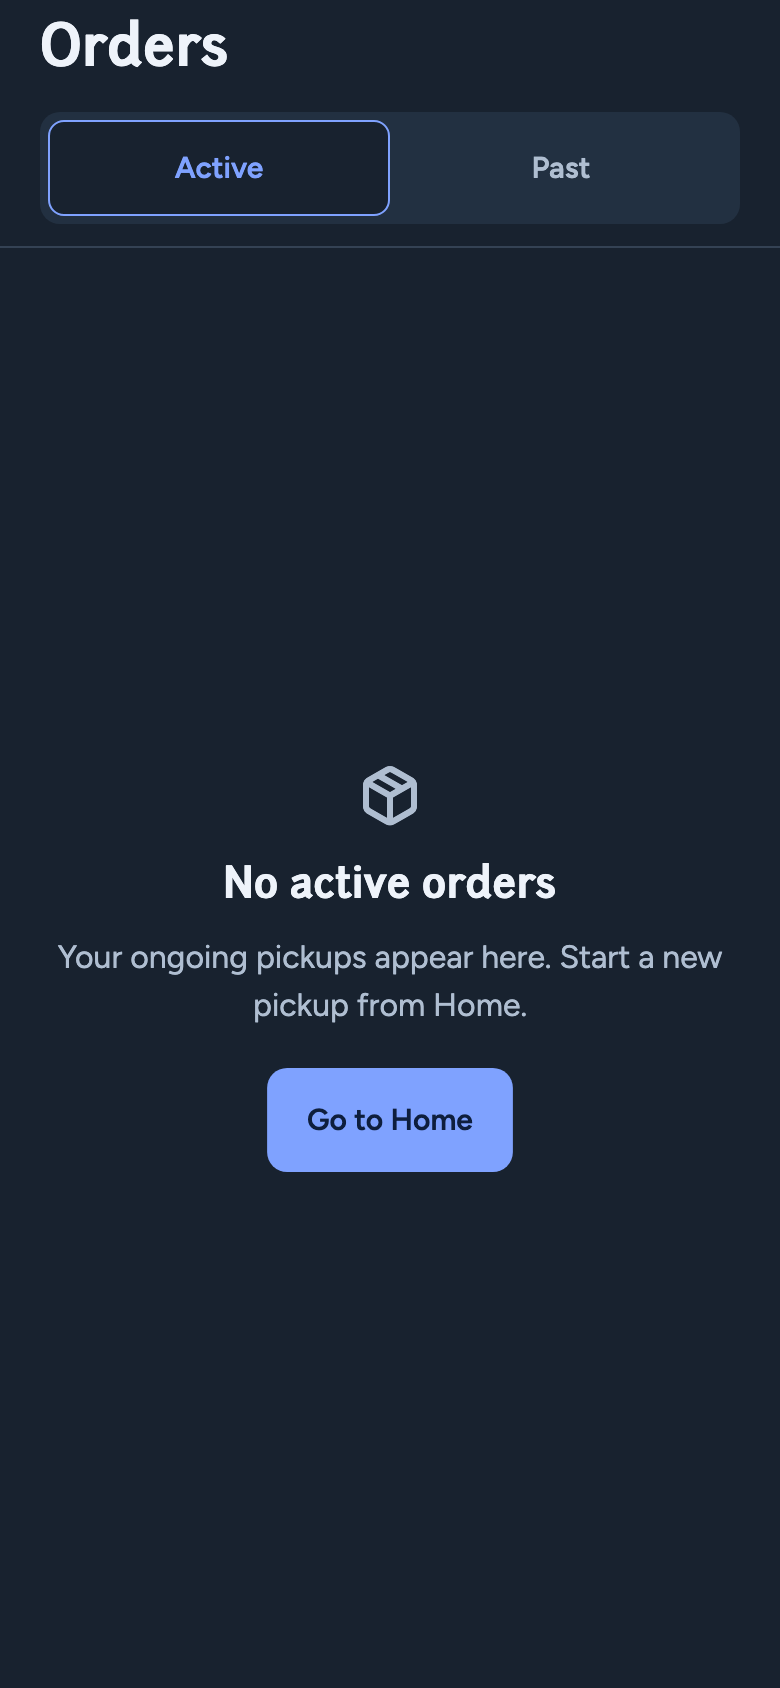 Orders
Active
Past
No active orders
Your ongoing pickups appear here. Start a new
pickup from Home.
Go to Home